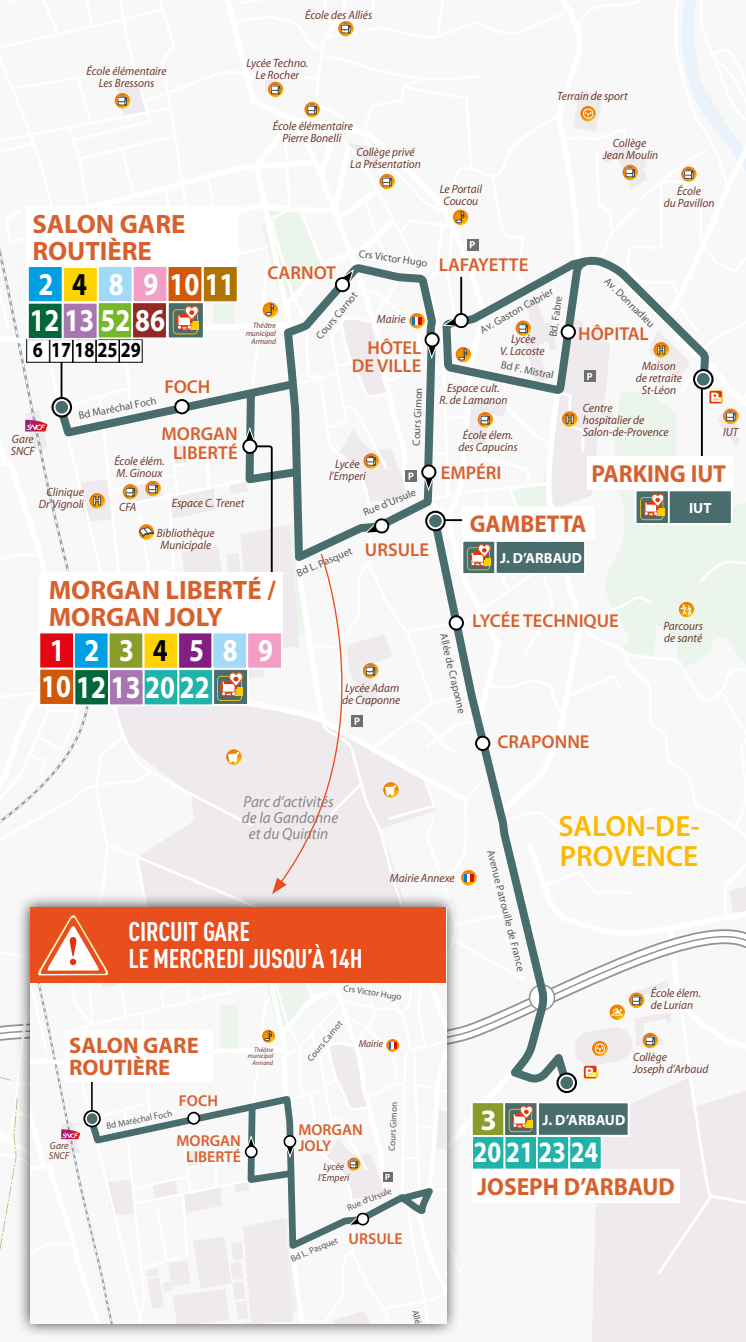 École des Alliés
École élémentaire
Les Bressons
Lycée Techno.
Le Rocher
École élémentaire
Pierre Bonelli
Terrain de sport
Collège privé
La Présentation
Collège
Jean Moulin
École
du Pavillon
Le Portail
Coucou
P
SALON GARE
ROUTIÈRE
2 4 8 9 10 11
12 13 52 86
6 17 18 25 29
CARNOT
Crs Victor Hugo
LAFAYETTE
Cours Carnot
Théâtre
municipal
Armand
Mairie
HÔTEL
DE VILLE
Av. Gaston Cabrier
Bd. Fabre
Av. Donnadieu
Lycée
V. Lacoste
HÔPITAL
Bd F. Mistral
P
Maison
de retraite
St-Léon
P+R
IUT
FOCH
Bd Maréchal Foch
SNCF
Gare
SNCF
MORGAN
LIBERTÉ
Cours Gimon
Espace cult.
R. de Lamanon
École élem.
des Capucins
Centre
hospitalier de
Salon-de-Provence
École élém.
M. Ginoux
Clinique
Dr Vignoli
CFA
Espace C. Trenet
Bibliothèque
Municipale
Lycée
l'Emperi
P
EMPÉRI
PARKING IUT
IUT
Rue d'Ursule
URSULE
Bd L. Pasquet
GAMBETTA
J. D'ARBAUD
MORGAN LIBERTÉ /
MORGAN JOLY
1 2 3 4 5 8 9
10 12 13 20 22
LYCÉE TECHNIQUE
Allée de Craponne
Parcours
de santé
Lycée Adam
de Craponne
P
CRAPONNE
Parc d'activités
de la Gandonne
et du Quintin
SALON-DE-
PROVENCE
Mairie Annexe
Avenue Patrouille de France
CIRCUIT GARE
LE MERCREDI JUSQU'À 14H
Crs Victor Hugo
Cours Carnot
Théâtre
municipal
Armand
Mairie
SALON GARE
ROUTIÈRE
FOCH
Bd Maréchal Foch
SNCF
Gare
SNCF
MORGAN
LIBERTÉ
MORGAN
JOLY
Cours Gimon
Lycée
l'Emperi
P
Rue d'Ursule
URSULE
Bd L. Pasquet
Allé
École élem.
de Lurian
Collège
Joseph d'Arbaud
P+R
3 J. D'ARBAUD
20 21 23 24
JOSEPH D'ARBAUD